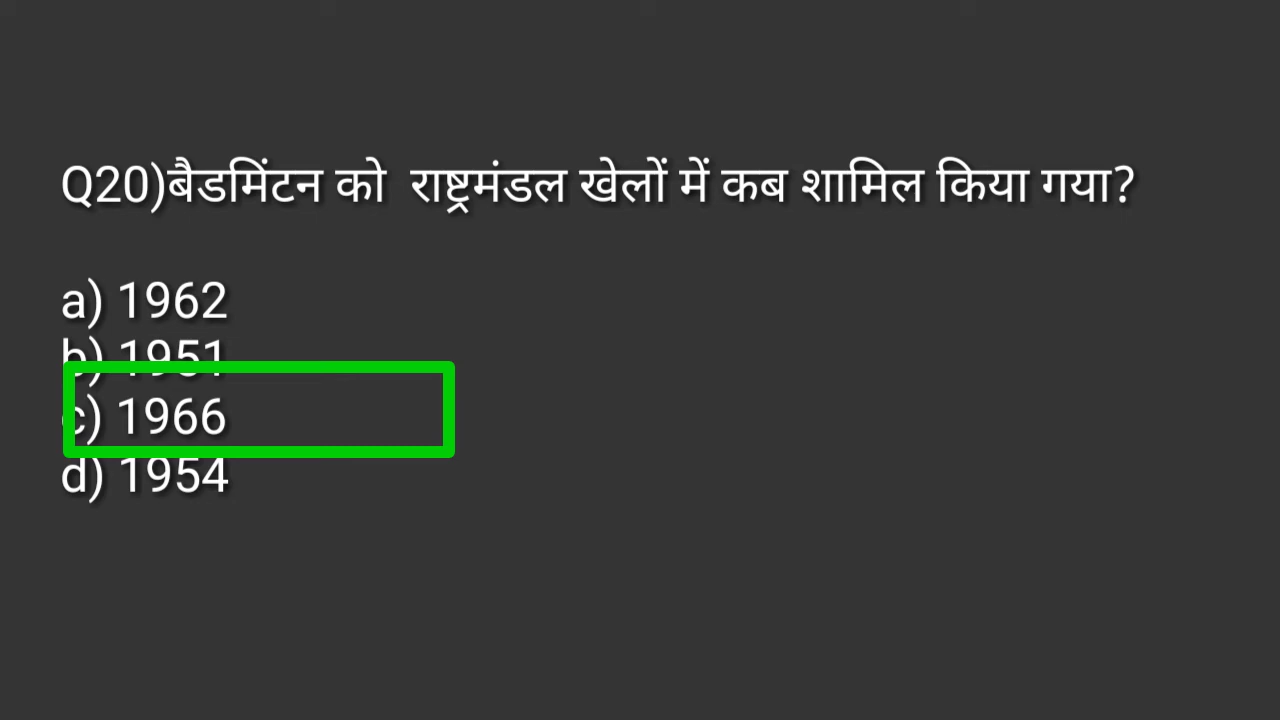 Q20)बैडमिंटन को राष्ट्रमंडल खेलों में कब शामिल किया गया?
a) 1962
b) 1951
c) 1966
d) 1954